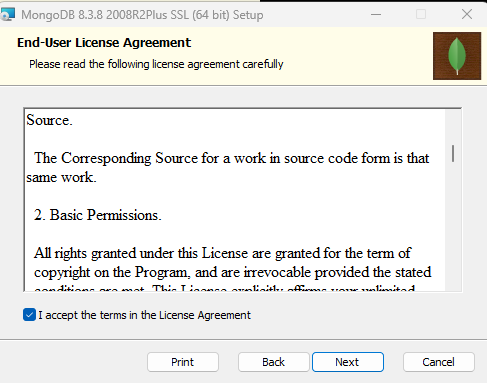 MongoDB 8.3.8 2008R2Plus SSL (64 bit) Setup
End-User License Agreement
Please read the following license agreement carefully
Source.
The Corresponding Source for a work in source code form is that
same work.
2. Basic Permissions.
All rights granted under this License are granted for the term of
copyright on the Program, and are irrevocable provided the stated
conditions are met. This License explicitly affirms your unlimited
I accept the terms in the License Agreement
Print
Back
Next
Cancel